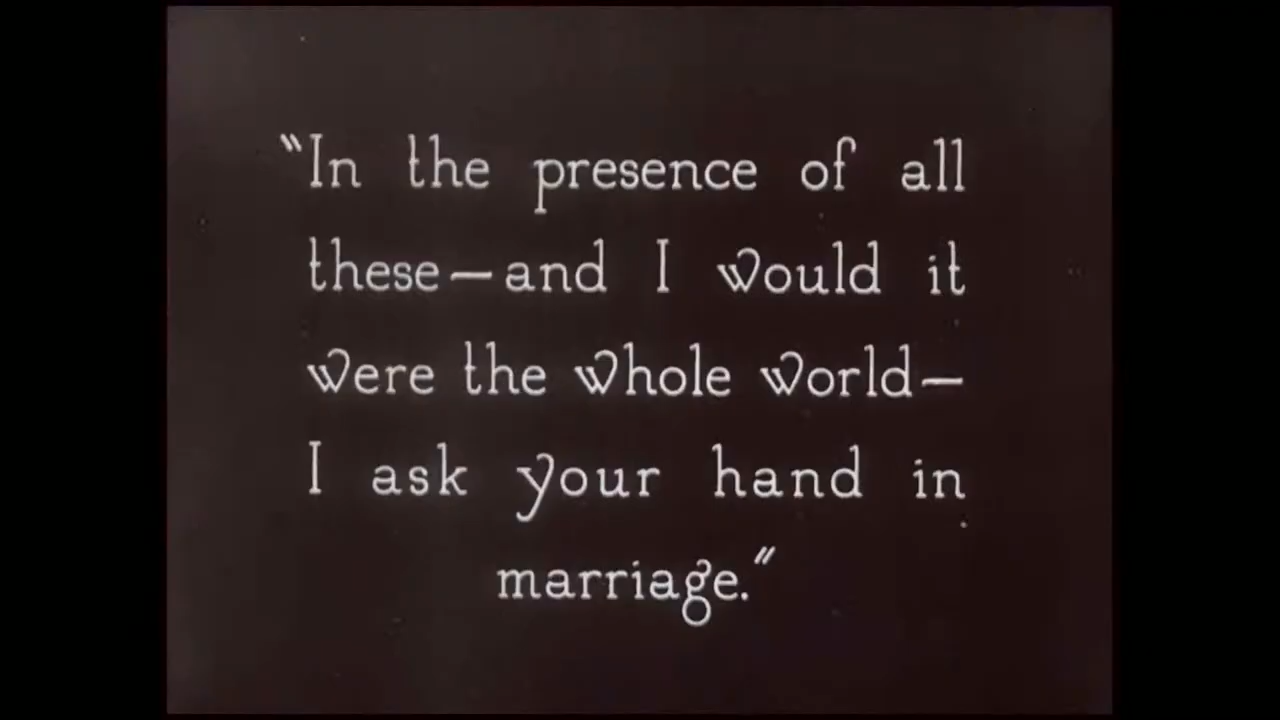 "In the presence of all
these—and I would it
were the whole world—
I ask your hand in
marriage."